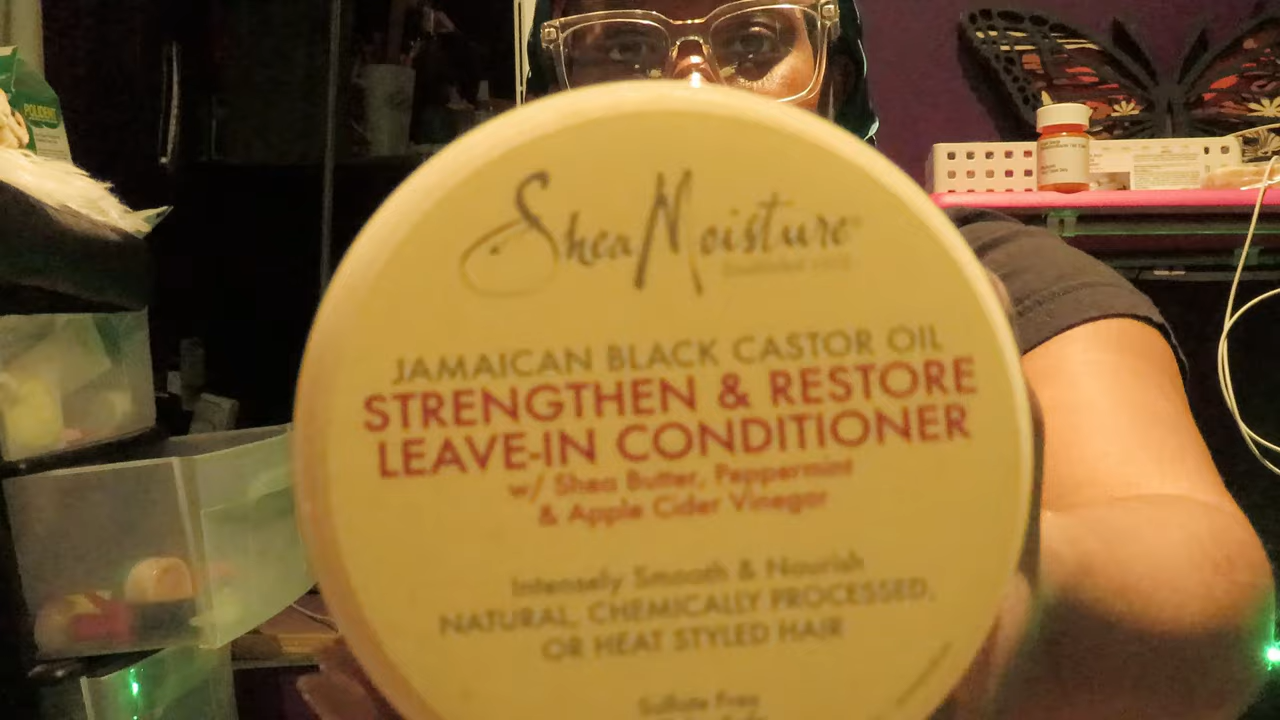 SheaMoisture
JAMAICAN BLACK CASTOR OIL
STRENGTHEN & RESTORE
LEAVE-IN CONDITIONER
w/ Shea Butter, Peppermint
& Apple Cider Vinegar
Intensely Smooth & Nourish
NATURAL, CHEMICALLY PROCESSED,
OR HEAT STYLED HAIR
Sulfate Free
POLIDENT